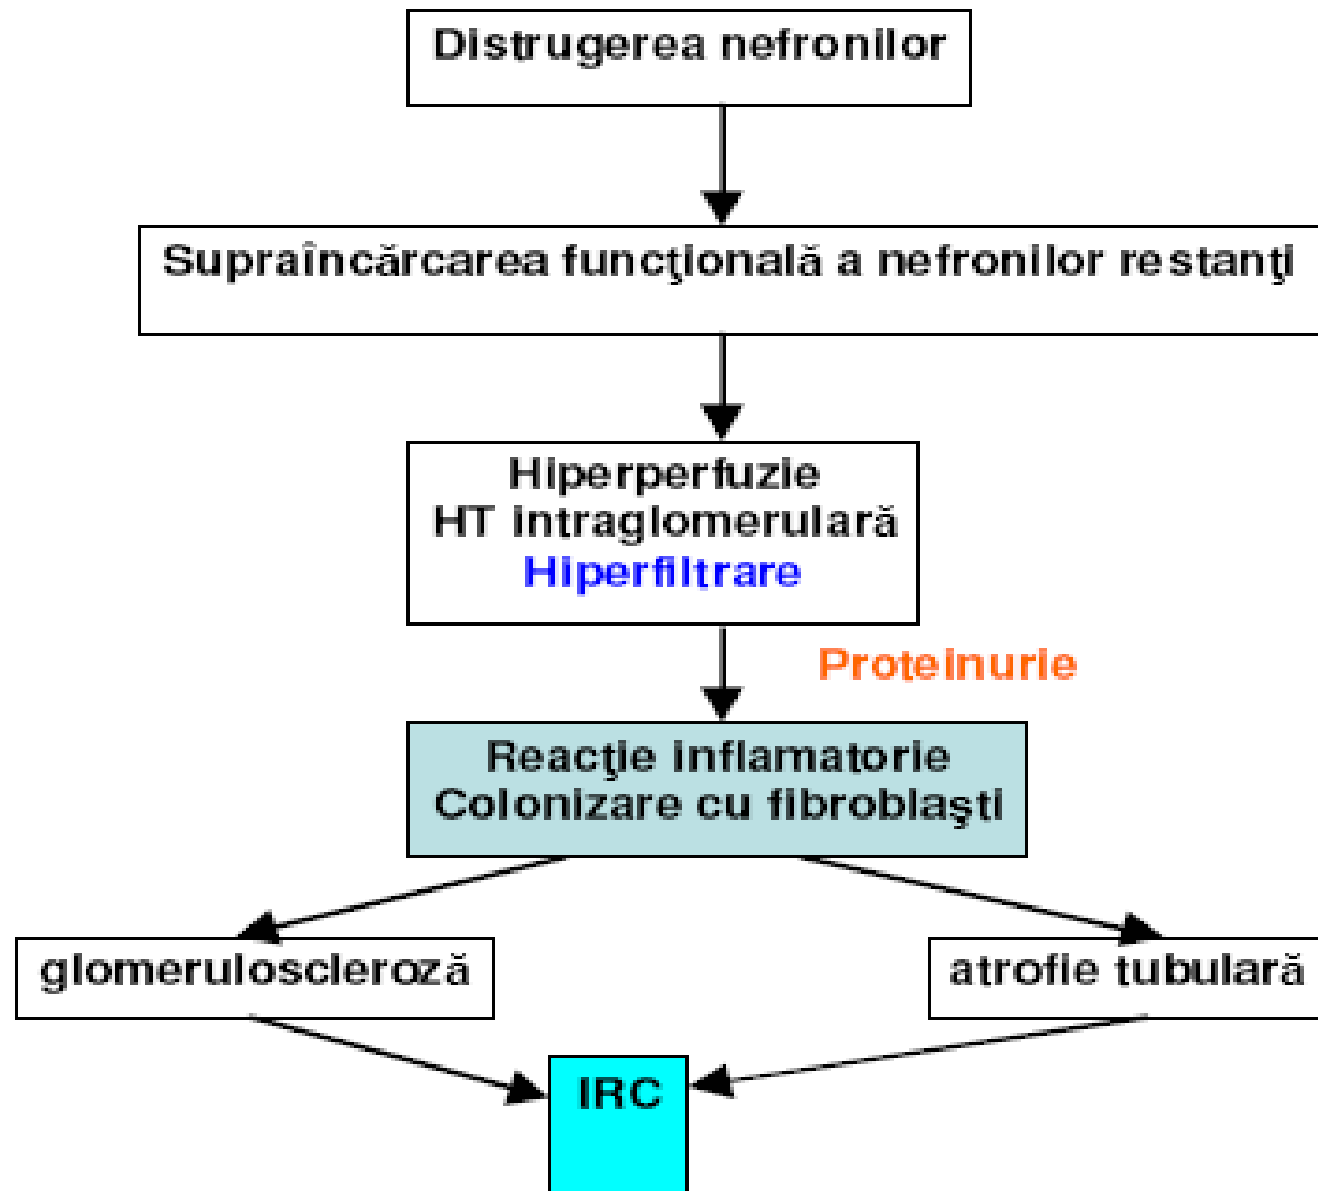 Distrugerea nefronilor
Supraîncărcarea funcţională a nefronilor restanţi
Hiperperfuzie
HT intraglomerulară
Hiperfiltrare
Proteinurie
Reacţie inflamatorie
Colonizare cu fibroblaşti
glomeruloscleroză
atrofie tubulară
IRC